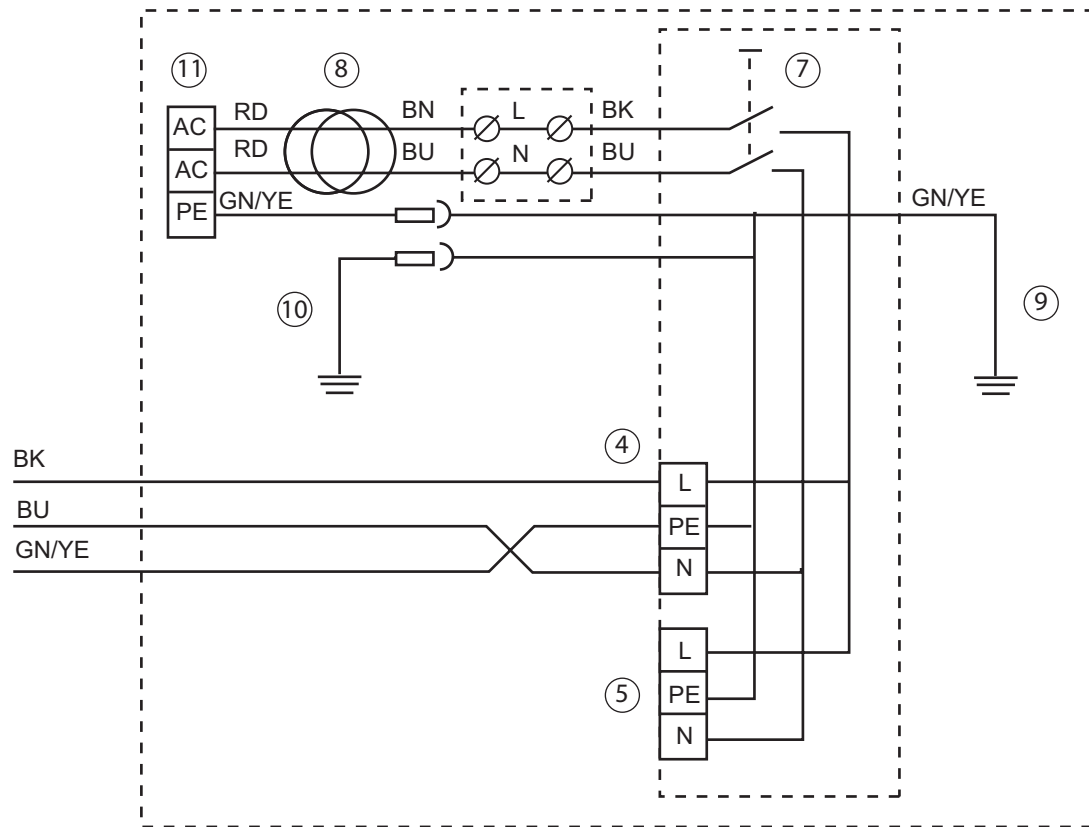 11 8 7
RD BN L BK
AC
RD BU N BU
AC
GN/YE GN/YE
PE
10 9
4
BK
L
BU
PE
GN/YE
N
L
5 PE
N